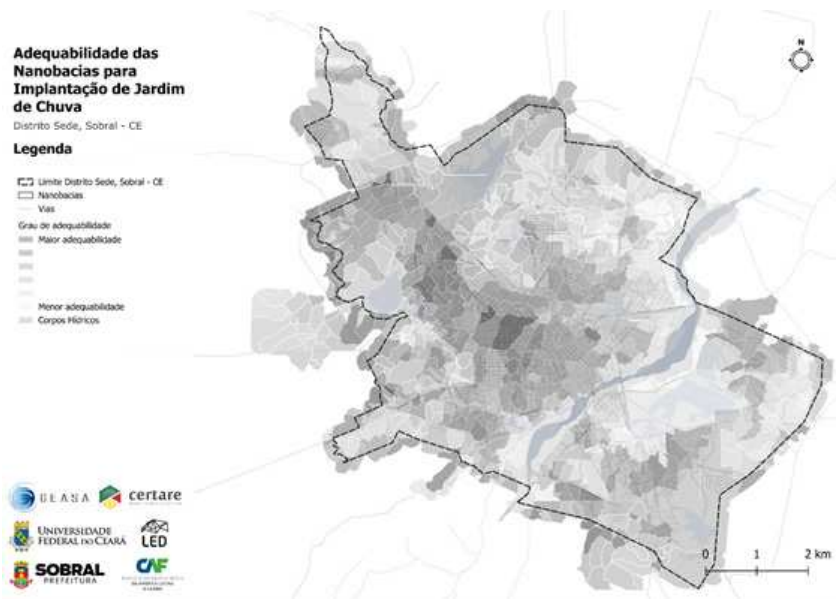 Adequabilidade das
Nanobacias para
Implantação de Jardim
de Chuva
Distrito Sede, Sobral - CE
Legenda
Limite Distrito Sede, Sobral - CE
Nanobacias
Vias
Grau de adequabilidade
Maior adequabilidade
Menor adequabilidade
Corpos Hídricos
N
0 1 2 km
GEASA certare
UNIVERSIDADE
FEDERAL DO CEARÁ
LED
SOBRAL
PREFEITURA
CAF